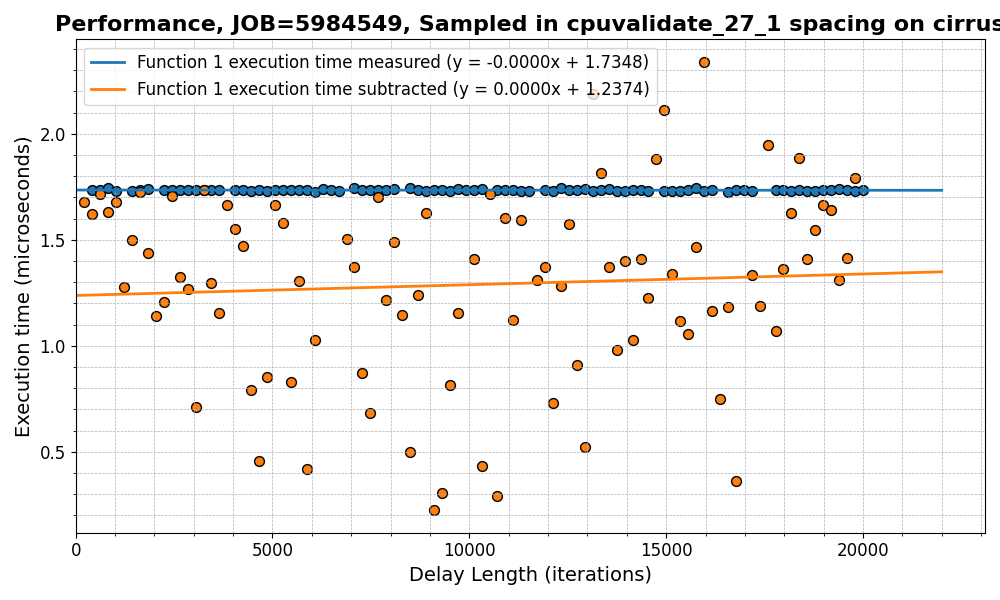 Performance, JOB=5984549, Sampled in cpuvalidate_27_1 spacing on cirrus
Function 1 execution time measured (y = -0.0000x + 1.7348)
Function 1 execution time subtracted (y = 0.0000x + 1.2374)
Execution time (microseconds)
2.0
1.5
1.0
0.5
0
5000
10000
15000
20000
Delay Length (iterations)